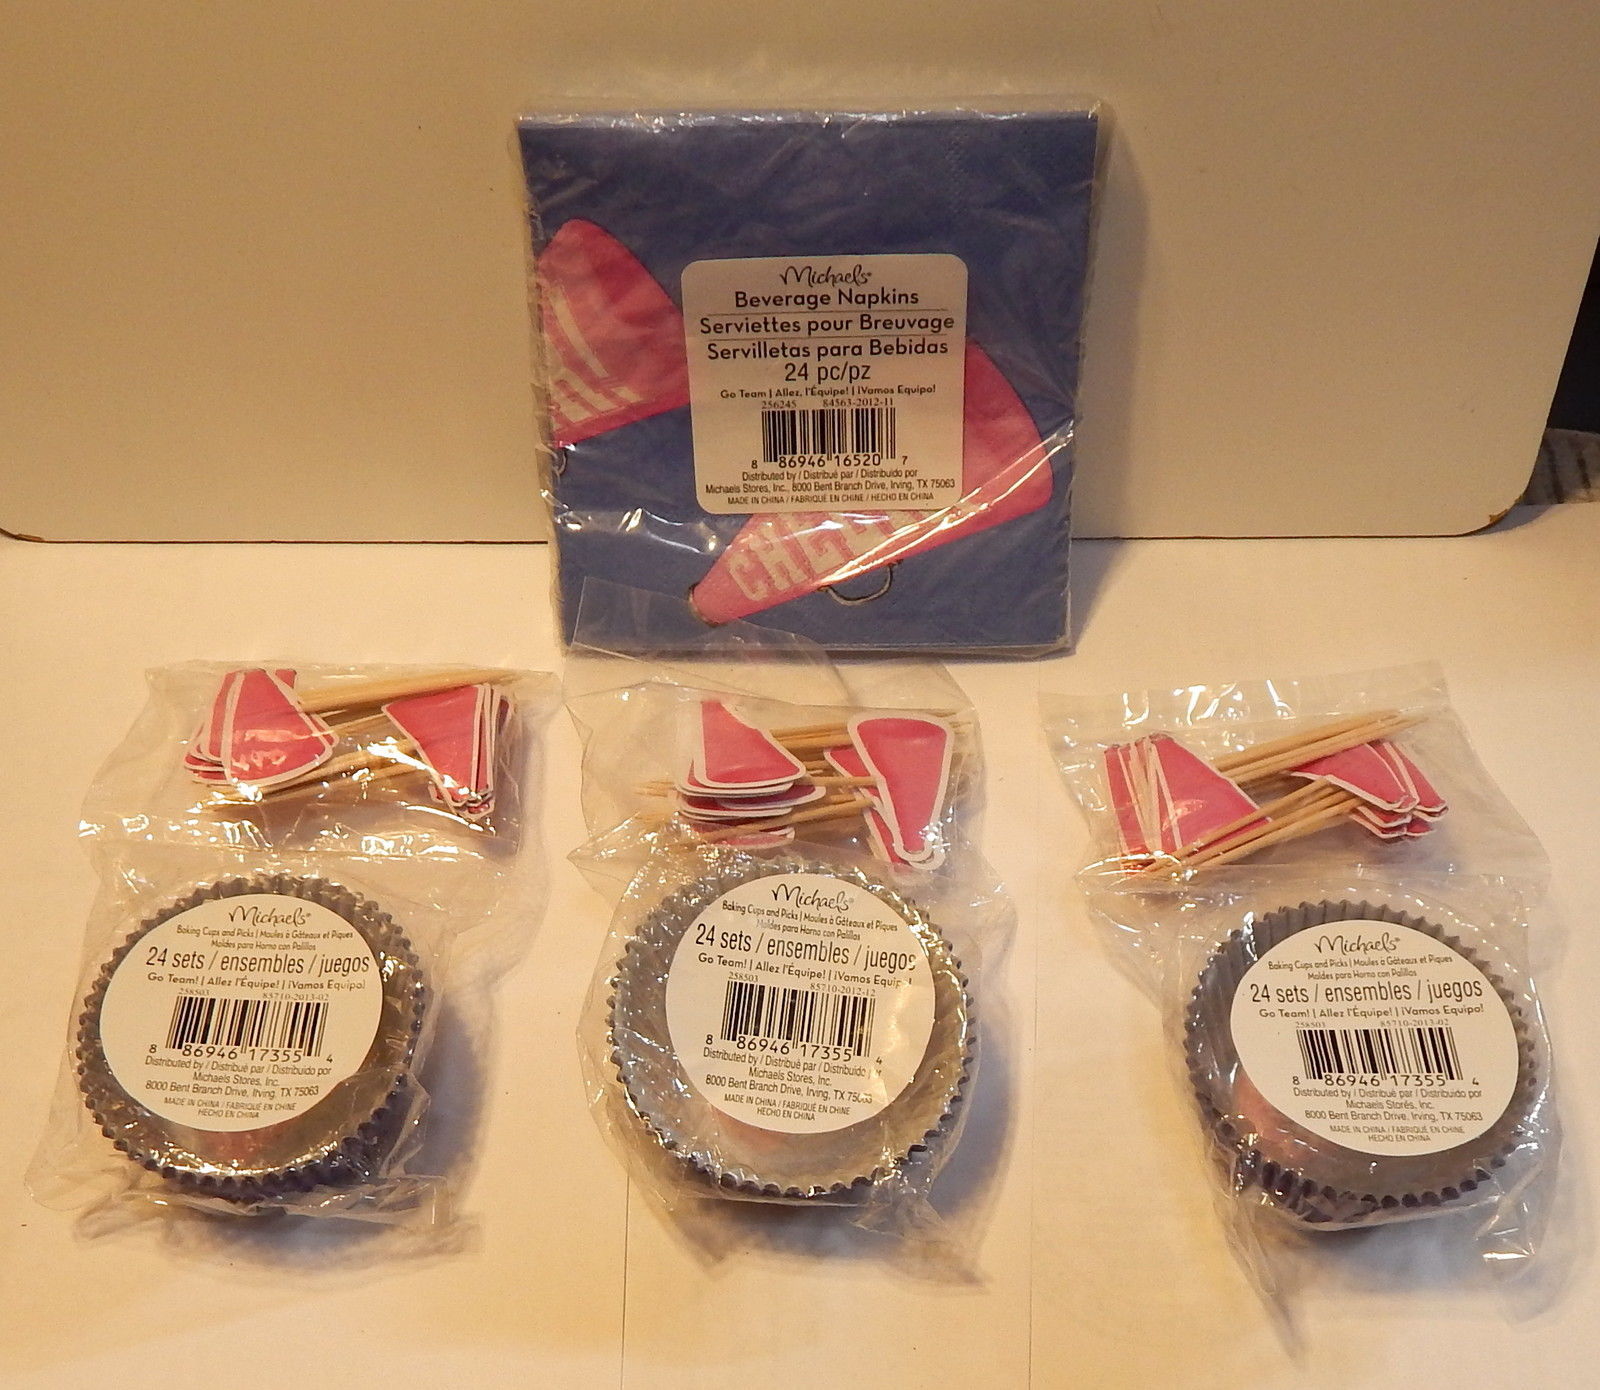 Michaels®
Beverage Napkins
Serviettes pour Breuvage
Servilletas para Bebidas
24 pc/pz
Go Team | Allez, l'Équipe! | ¡Vamos Equipo!
256245 84563-2012-11
8 86946 16520 7
Distributed by / Distribué par / Distribuido por
Michaels Stores, Inc., 8000 Bent Branch Drive, Irving, TX 75063
MADE IN CHINA / FABRIQUÉ EN CHINE / HECHO EN CHINA
Michaels®
Baking Cups and Picks | Moules à Gâteaux et Piques
Moldes para Horno con Palillos
24 sets / ensembles / juegos
Go Team! | Allez l'Équipe! | ¡Vamos Equipo!
258503 85710-2013-02
8 86946 17355 4
Distributed by / Distribué par / Distribuido por
Michaels Stores, Inc.
8000 Bent Branch Drive, Irving, TX 75063
MADE IN CHINA / FABRIQUÉ EN CHINE
HECHO EN CHINA
Michaels®
Baking Cups and Picks | Moules à Gâteaux et Piques
Moldes para Horno con Palillos
24 sets / ensembles / juegos
Go Team! | Allez l'Équipe! | ¡Vamos Equipo!
258503 85710-2012-12
8 86946 17355 4
Distributed by / Distribué par / Distribuido
Michaels Stores, Inc.
8000 Bent Branch Drive, Irving, TX 75063
MADE IN CHINA / FABRIQUÉ EN CHINE
HECHO EN CHINA
Michaels®
Baking Cups and Picks | Moules à Gâteaux et Piques
Moldes para Horno con Palillos
24 sets / ensembles / juegos
Go Team! | Allez l'Équipe! | ¡Vamos Equipo!
258503 85710-2013-02
8 86946 17355 4
Distributed by / Distribué par / Distribuido por
Michaels Stores, Inc.
8000 Bent Branch Drive, Irving, TX 75063
MADE IN CHINA / FABRIQUÉ EN CHINE
HECHO EN CHINA